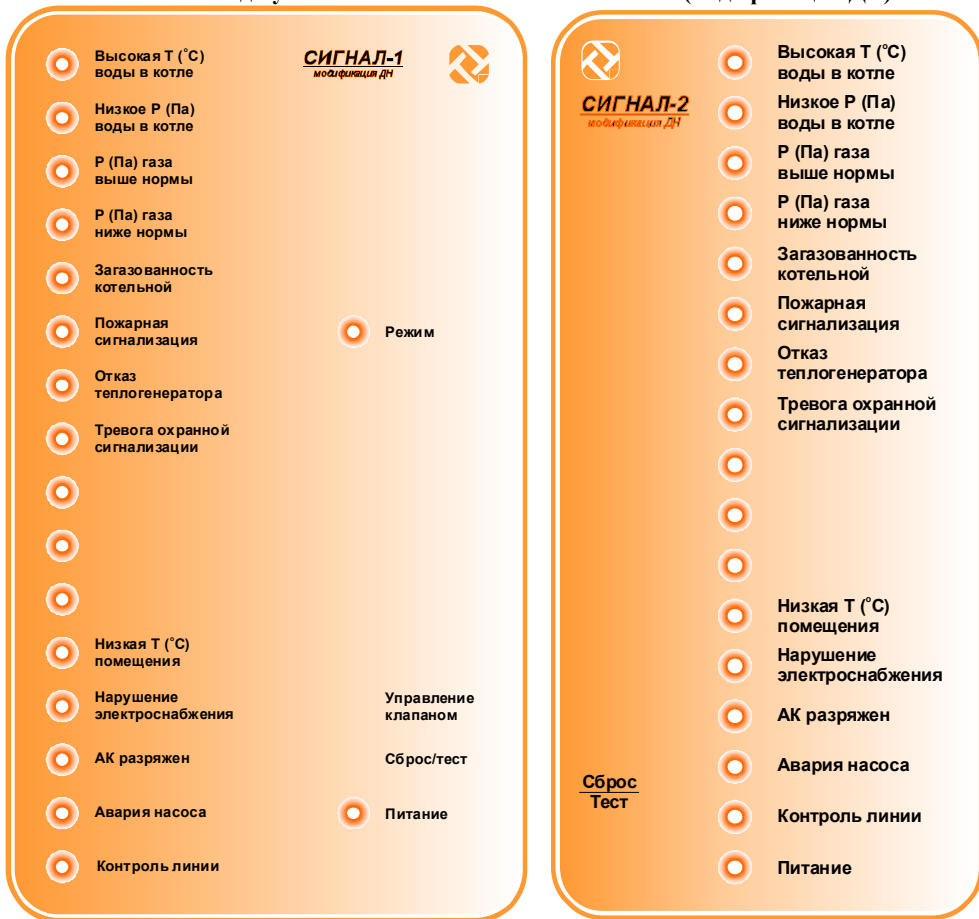 Высокая Т (˚С)
воды в котле
Низкое Р (Па)
воды в котле
Р (Па) газа
выше нормы
Р (Па) газа
ниже нормы
Загазованность
котельной
Пожарная
сигнализация
Отказ
теплогенератора
Тревога охранной
сигнализации
Низкая Т (˚С)
помещения
Нарушение
электроснабжения
АК разряжен
Авария насоса
Контроль линии
СИГНАЛ-1
модификация ДН
Режим
Управление
клапаном
Сброс/тест
Питание
СИГНАЛ-2
модификация ДН
Сброс
Тест
Высокая Т (˚С)
воды в котле
Низкое Р (Па)
воды в котле
Р (Па) газа
выше нормы
Р (Па) газа
ниже нормы
Загазованность
котельной
Пожарная
сигнализация
Отказ
теплогенератора
Тревога охранной
сигнализации
Низкая Т (˚С)
помещения
Нарушение
электроснабжения
АК разряжен
Авария насоса
Контроль линии
Питание